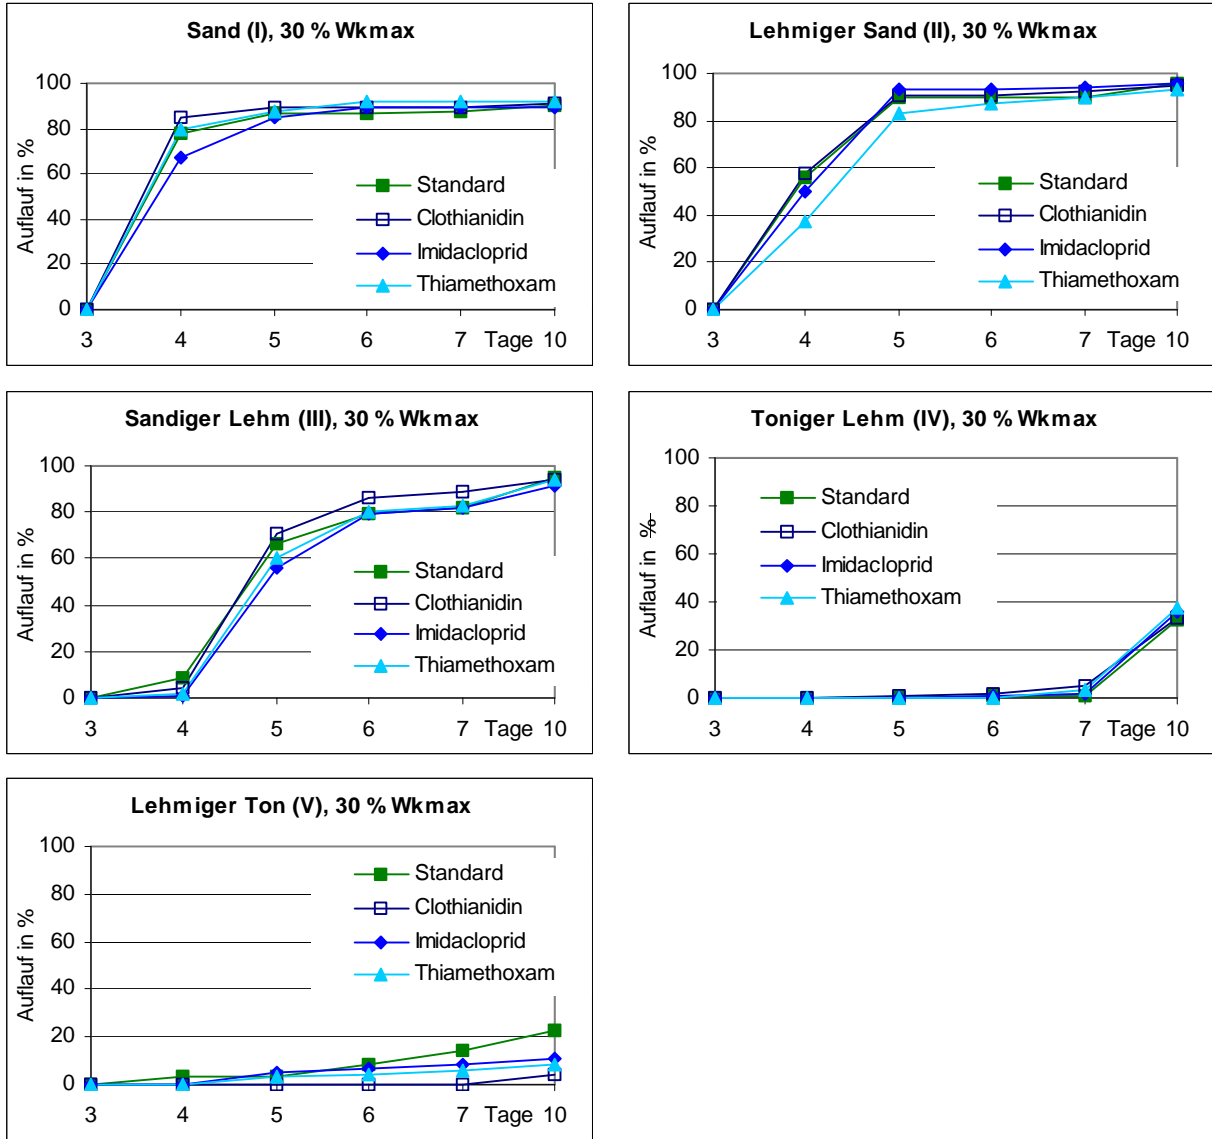 Sand (I), 30 % Wkmax
Auflauf in %
100
80
60
40
20
0
Standard
Clothianidin
Imidacloprid
Thiamethoxam
3 4 5 6 7 Tage 10
Lehmiger Sand (II), 30 % Wkmax
Auflauf in %
100
80
60
40
20
0
Standard
Clothianidin
Imidacloprid
Thiamethoxam
3 4 5 6 7 Tage 10
Sandiger Lehm (III), 30 % Wkmax
Auflauf in %
100
80
60
40
20
0
Standard
Clothianidin
Imidacloprid
Thiamethoxam
3 4 5 6 7 Tage 10
Toniger Lehm (IV), 30 % Wkmax
Auflauf in %
100
80
60
40
20
0
Standard
Clothianidin
Imidacloprid
Thiamethoxam
3 4 5 6 7 Tage 10
Lehmiger Ton (V), 30 % Wkmax
Auflauf in %
100
80
60
40
20
0
Standard
Clothianidin
Imidacloprid
Thiamethoxam
3 4 5 6 7 Tage 10